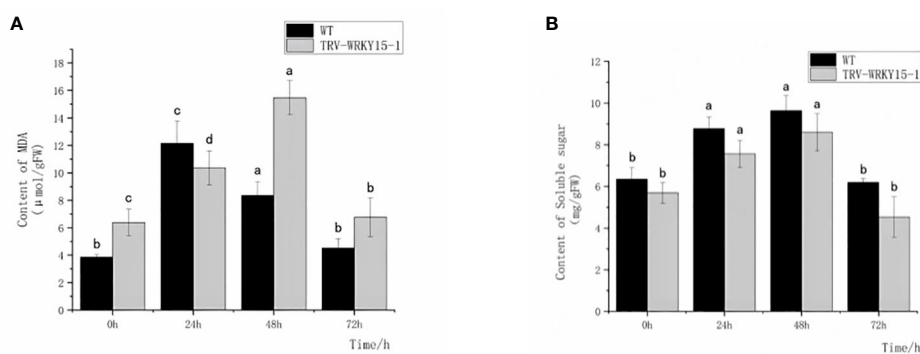 A
WT
TRV-WRKY15-1
Content of MDA
(μmol/gFW)
18
16
14
12
10
8
6
4
2
0
b
c
c
d
a
a
b
b
0h
24h
48h
72h
Time/h
B
WT
TRV-WRKY15-1
Content of Soluble sugar
(mg/gFW)
12
10
8
6
4
2
0
b
b
a
a
a
a
b
b
0h
24h
48h
72h
Time/h